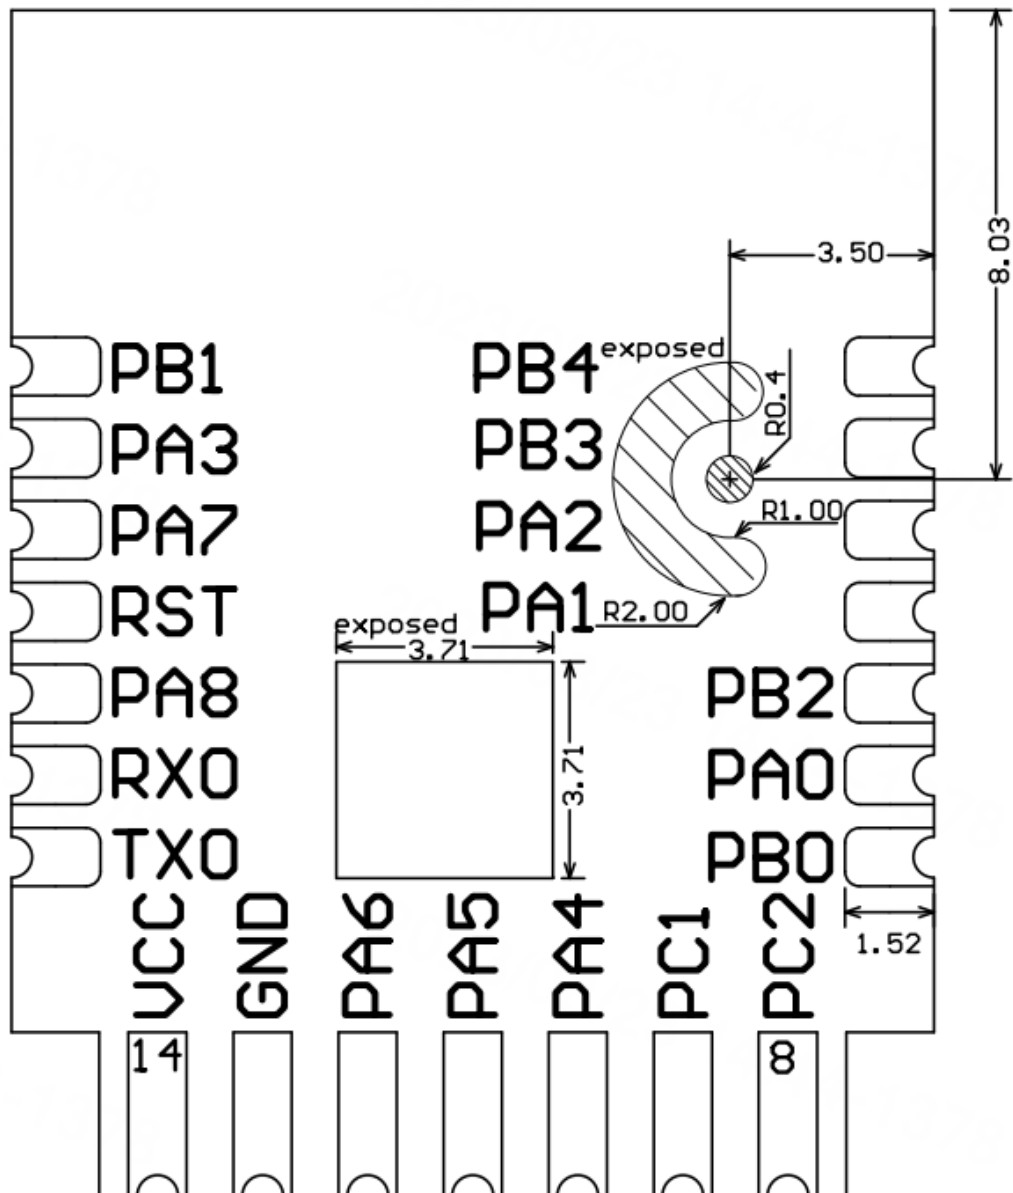 3.50
8.03
exposed
PB1
PB4
R0.4
PA3
PB3
PA7
PA2
R1.00
RST
PA1
R2.00
exposed
3.71
PA8
PB2
3.71
RX0
PA0
TX0
PB0
VCC
GND
PA6
PA5
PA4
PC1
PC2
1.52
14
8